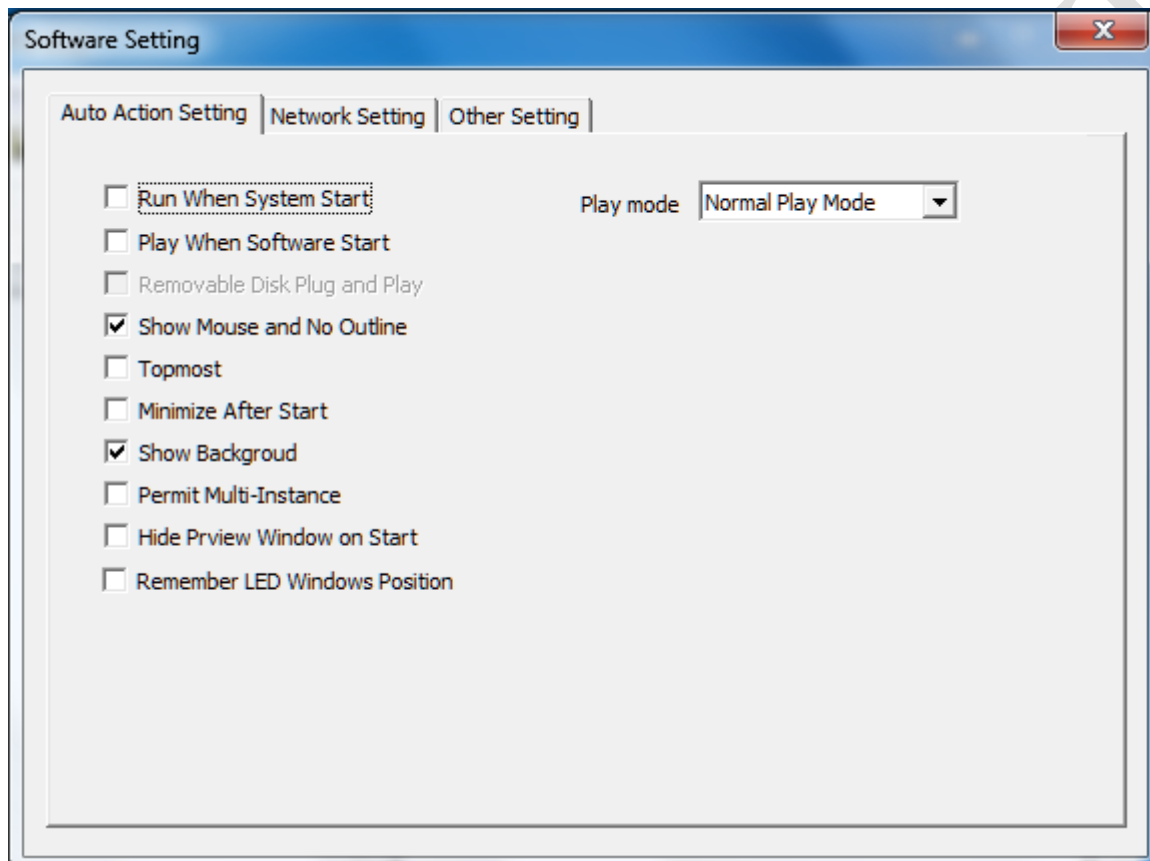 Software Setting
X
Auto Action Setting Network Setting Other Setting
Run When System Start
Play mode Normal Play Mode
Play When Software Start
Removable Disk Plug and Play
Show Mouse and No Outline
Topmost
Minimize After Start
Show Backgroud
Permit Multi-Instance
Hide Prview Window on Start
Remember LED Windows Position